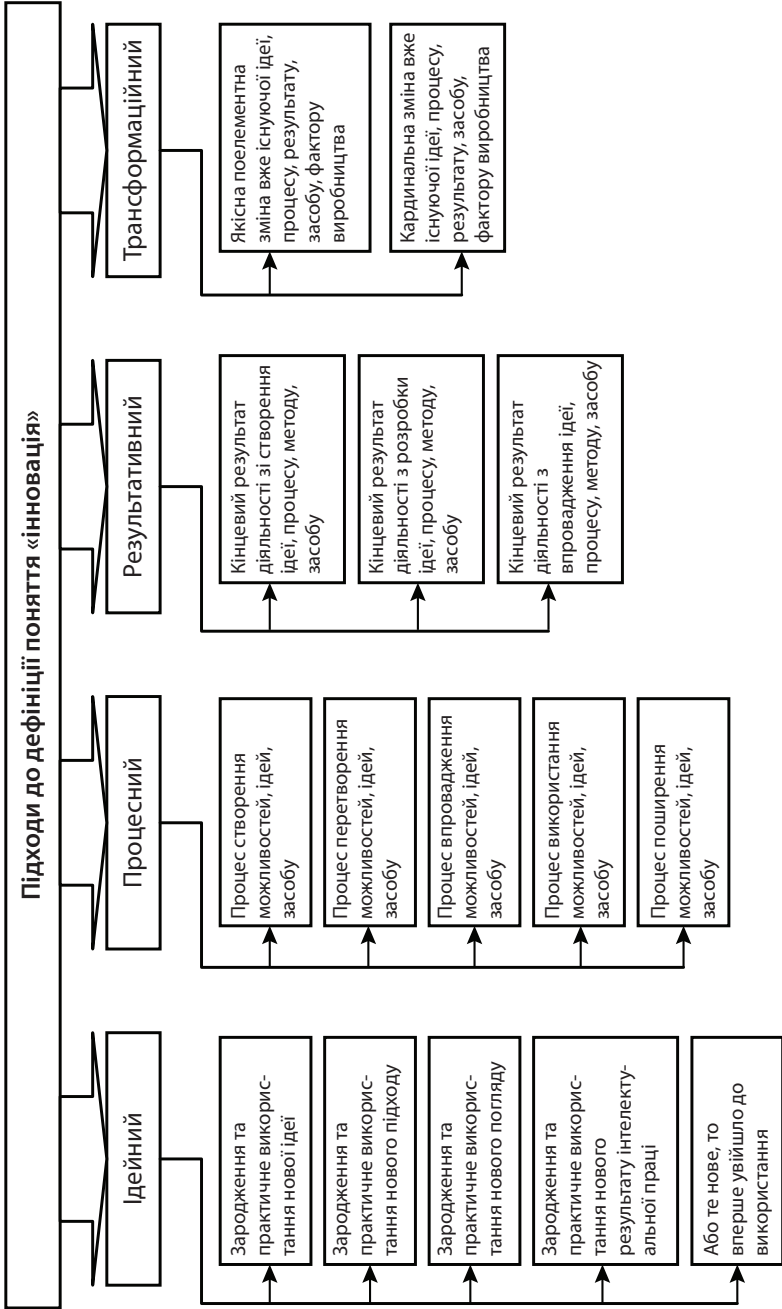 Підходи до дефініції поняття «інновація»
Ідейний
Зародження та
практичне викорис-
тання нової ідеї
Зародження та
практичне викорис-
тання нового підходу
Зародження та
практичне викорис-
тання нового погляду
Зародження та
практичне викорис-
тання нового
результату інтелекту-
альної праці
Або те нове, то
вперше увійшло до
використання
Процесний
Процес створення
можливостей, ідей,
засобу
Процес перетворення
можливостей, ідей,
засобу
Процес впровадження
можливостей, ідей,
засобу
Процес використання
можливостей, ідей,
засобу
Процес поширення
можливостей, ідей,
засобу
Результативний
Кінцевий результат
діяльності зі створення
ідеї, процесу, методу,
засобу
Кінцевий результат
діяльності з розробки
ідеї, процесу, методу,
засобу
Кінцевий результат
діяльності з
впровадження ідеї,
процесу, методу, засобу
Трансформаційний
Якісна поелементна
зміна вже існуючої ідеї,
процесу, результату,
засобу, фактору
виробництва
Кардинальна зміна вже
існуючої ідеї, процесу,
результату, засобу,
фактору виробництва